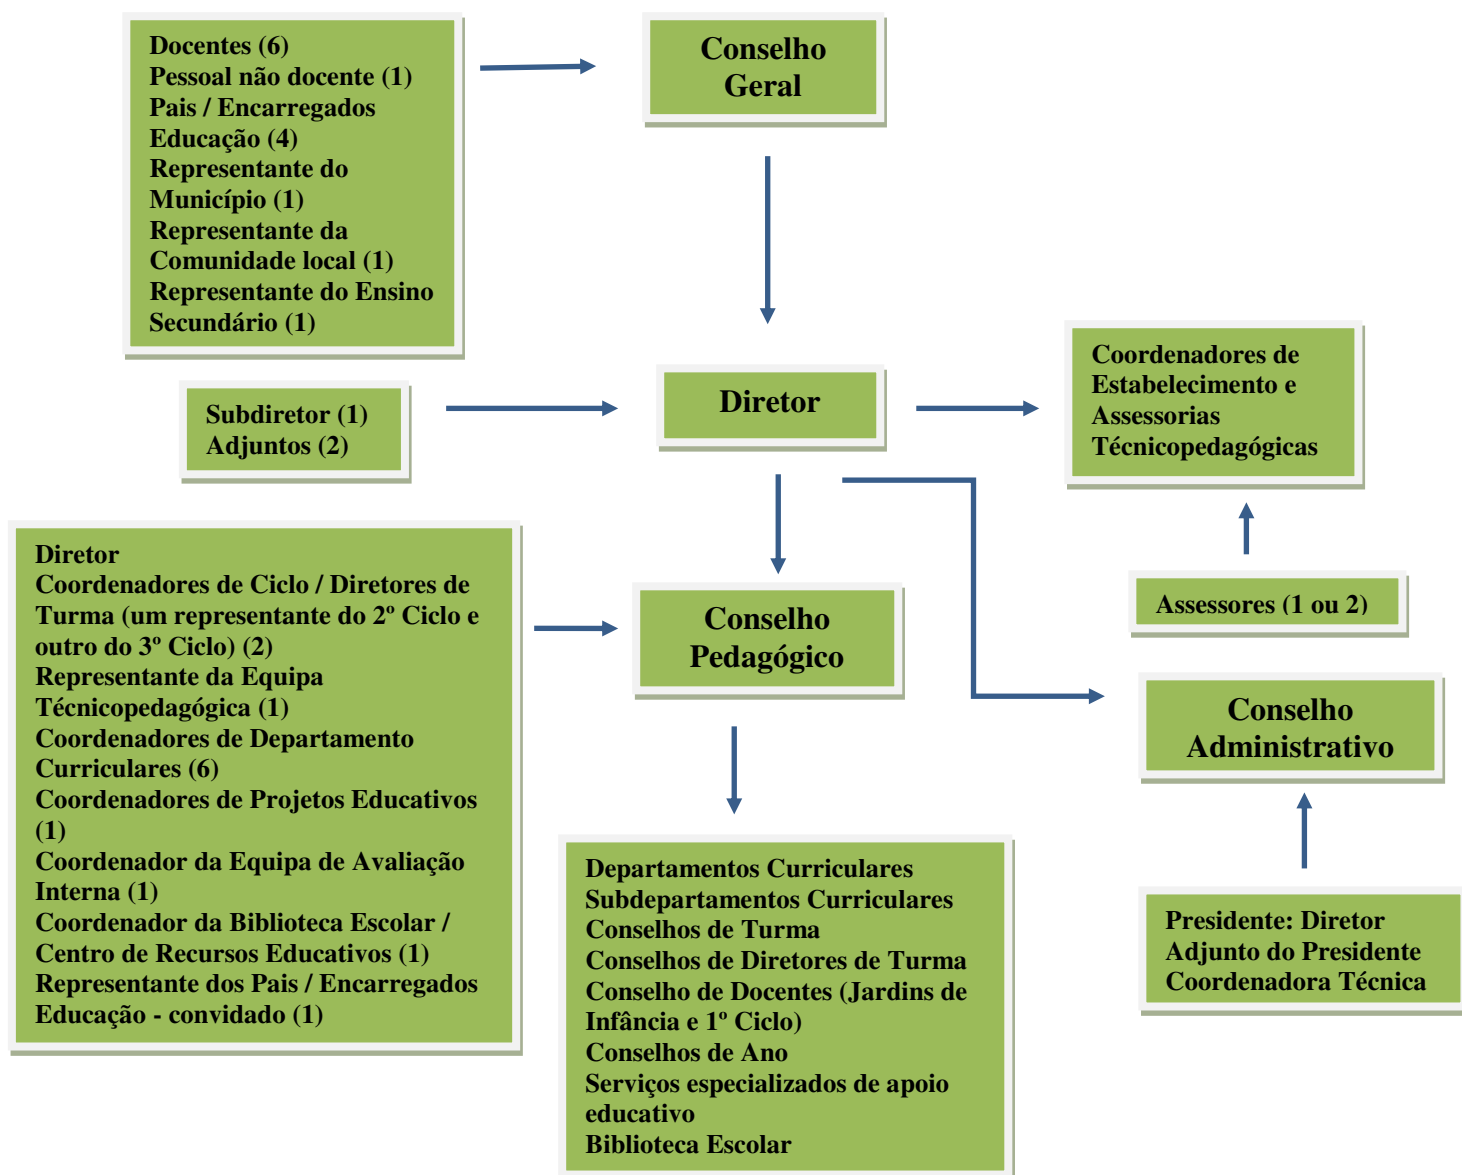 Docentes (6)
Pessoal não docente (1)
Pais / Encarregados
Educação (4)
Representante do
Município (1)
Representante da
Comunidade local (1)
Representante do Ensino
Secundário (1)
Conselho
Geral
Subdiretor (1)
Adjuntos (2)
Diretor
Coordenadores de
Estabelecimento e
Assessorias
Técnicopedagógicas
Diretor
Coordenadores de Ciclo / Diretores de
Turma (um representante do 2º Ciclo e
outro do 3º Ciclo) (2)
Representante da Equipa
Técnicopedagógica (1)
Coordenadores de Departamento
Curriculares (6)
Coordenadores de Projetos Educativos
(1)
Coordenador da Equipa de Avaliação
Interna (1)
Coordenador da Biblioteca Escolar /
Centro de Recursos Educativos (1)
Representante dos Pais / Encarregados
Educação - convidado (1)
Conselho
Pedagógico
Assessores (1 ou 2)
Conselho
Administrativo
Departamentos Curriculares
Subdepartamentos Curriculares
Conselhos de Turma
Conselhos de Diretores de Turma
Conselho de Docentes (Jardins de
Infância e 1º Ciclo)
Conselhos de Ano
Serviços especializados de apoio
educativo
Biblioteca Escolar
Presidente: Diretor
Adjunto do Presidente
Coordenadora Técnica